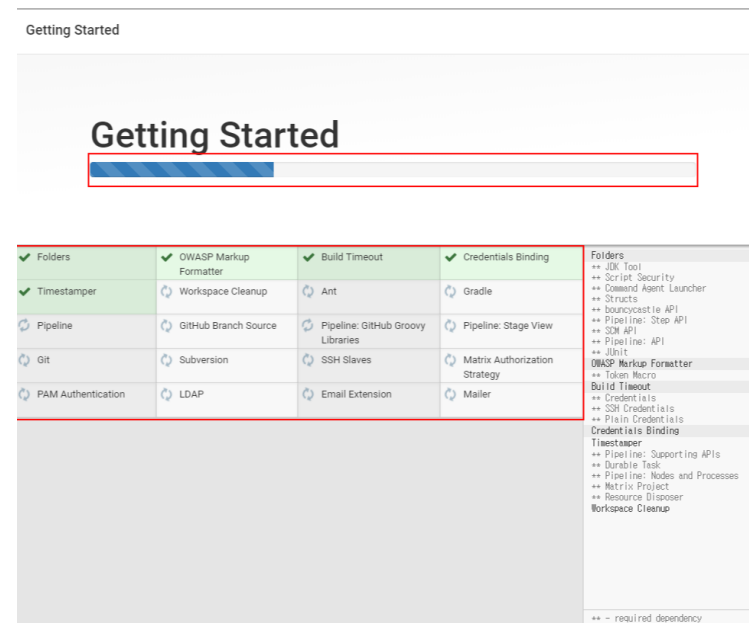 Getting Started
Getting Started
Folders
OWASP Markup
Formatter
Build Timeout
Credentials Binding
Timestamper
Workspace Cleanup
Ant
Gradle
Pipeline
GitHub Branch Source
Pipeline: GitHub Groovy
Libraries
Pipeline: Stage View
Git
Subversion
SSH Slaves
Matrix Authorization
Strategy
PAM Authentication
LDAP
Email Extension
Mailer
Folders
** JDK Tool
** Script Security
** Command Agent Launcher
** Structs
** bouncycastle API
** Pipeline: Step API
** SCM API
** Pipeline: API
** JUnit
OWASP Markup Formatter
** Token Macro
Build Timeout
** Credentials
** SSH Credentials
** Plain Credentials
Credentials Binding
Timestamper
** Pipeline: Supporting APIs
** Durable Task
** Pipeline: Nodes and Processes
** Matrix Project
** Resource Disposer
Workspace Cleanup
** - required dependency